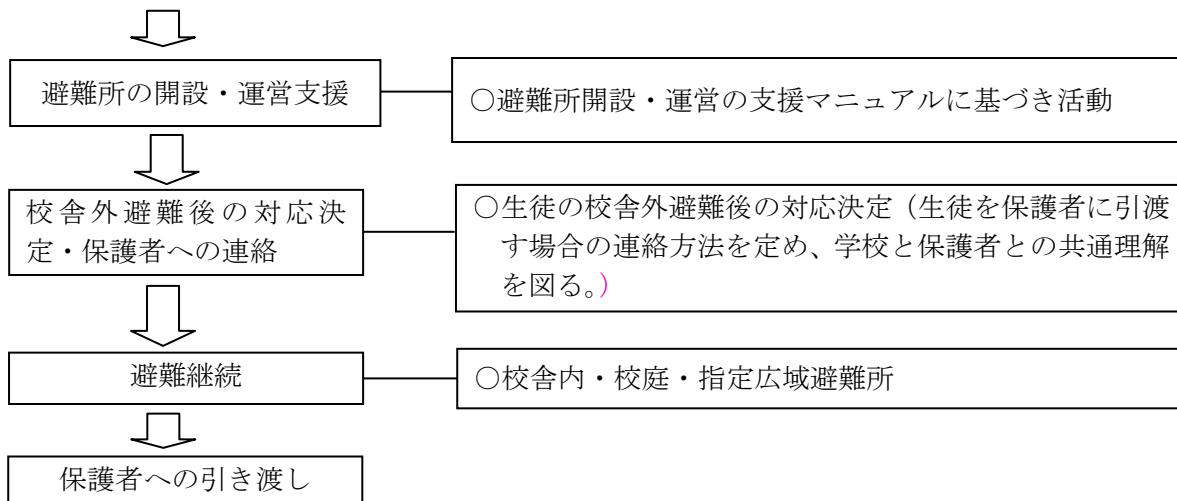 避難所の開設・運営支援
○避難所開設・運営の支援マニュアルに基づき活動
校舎外避難後の対応決
定・保護者への連絡
○生徒の校舎外避難後の対応決定（生徒を保護者に引渡
す場合の連絡方法を定め、学校と保護者との共通理解
を図る。）
避難継続
○校舎内・校庭・指定広域避難所
保護者への引き渡し